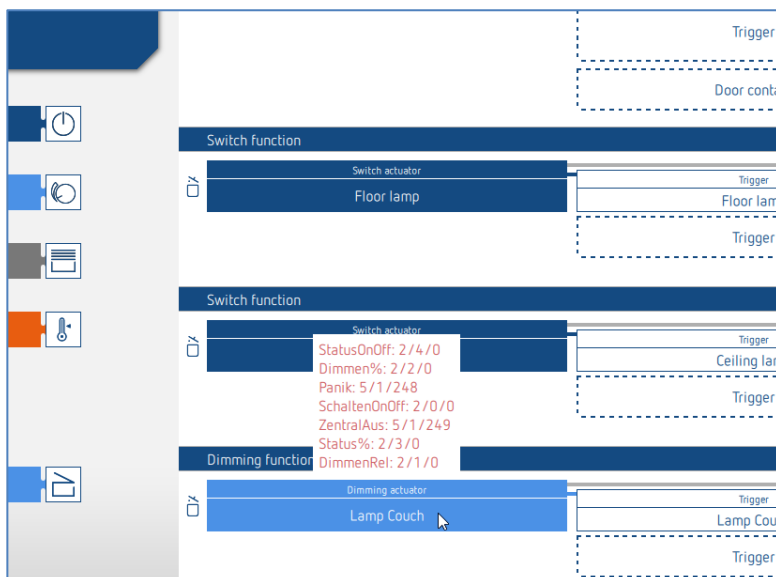 Trigger
Door conta
Switch function
Switch actuator
Floor lamp
Trigger
Floor lam
Trigger
Switch function
Switch actuator
Trigger
Ceiling lar
Trigger
StatusOnOff: 2/4/0
Dimmen%: 2/2/0
Panik: 5/1/248
SchaltenOnOff: 2/0/0
ZentralAus: 5/1/249
Status%: 2/3/0
DimmenRel: 2/1/0
Dimming function
Dimming actuator
Lamp Couch
Trigger
Lamp Cou
Trigger